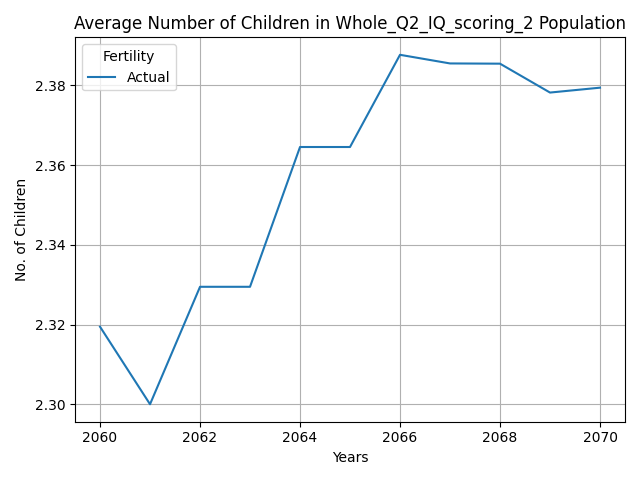 Average Number of Children in Whole_Q2_IQ_scoring_2 Population
Fertility
Actual
No. of Children
2.38
2.36
2.34
2.32
2.30
2060 2062 2064 2066 2068 2070
Years